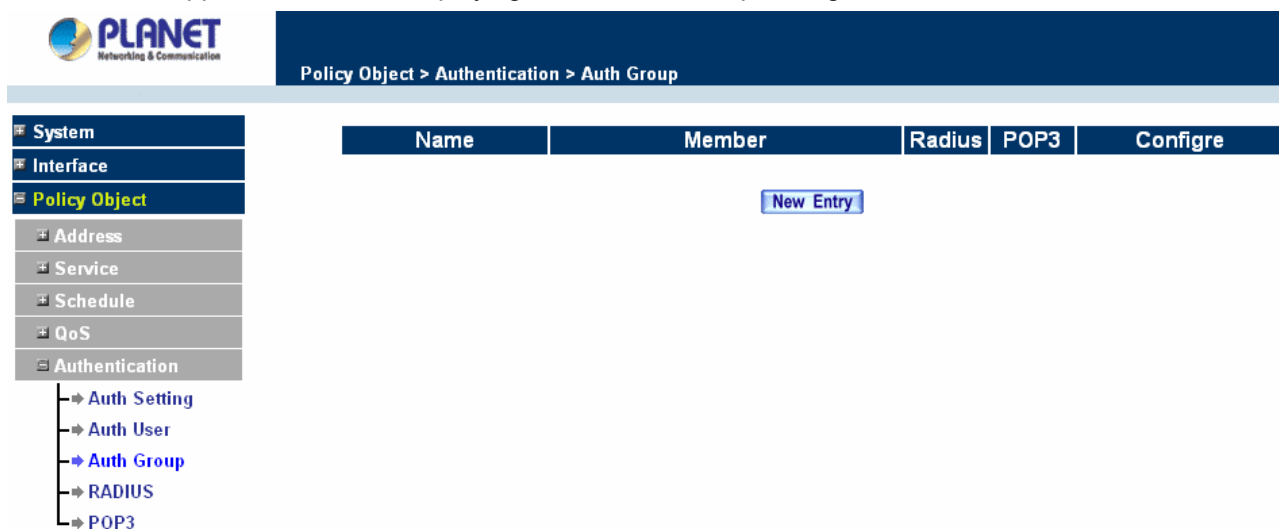 PLANET
Networking & Communication
Policy Object > Authentication > Auth Group
System
Interface
Policy Object
Address
Service
Schedule
QoS
Authentication
Auth Setting
Auth User
Auth Group
RADIUS
POP3
Name Member Radius POP3 Configre
New Entry